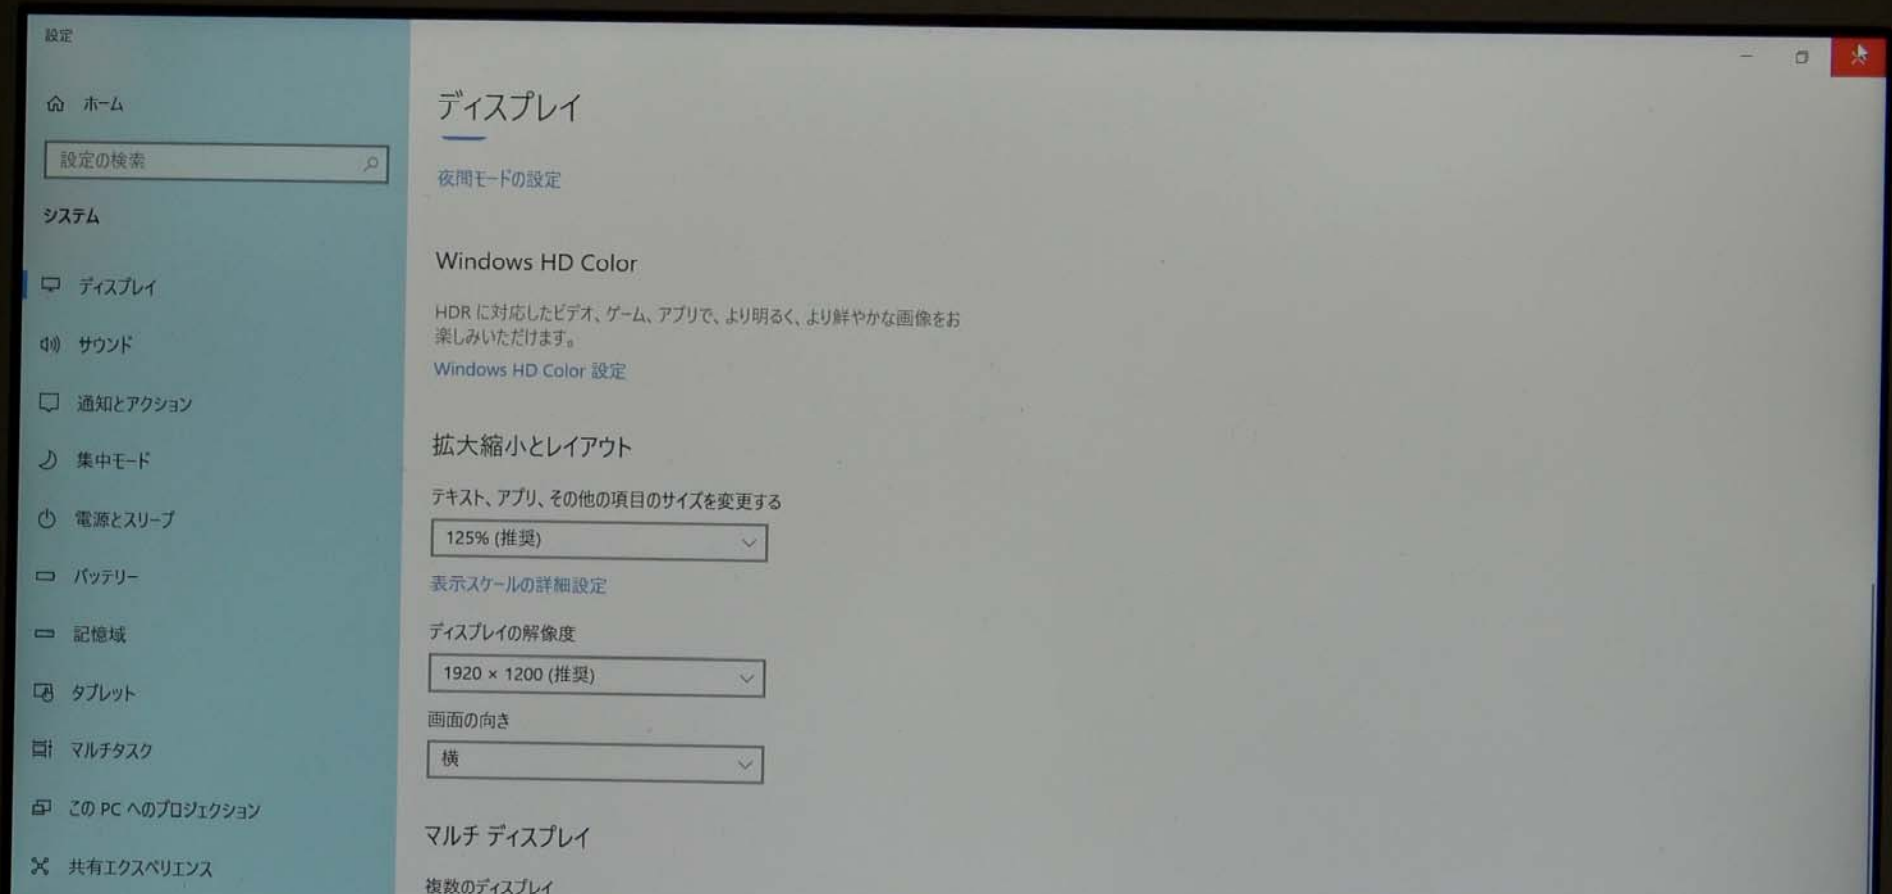 設定
ホーム
設定の検索
システム
ディスプレイ
サウンド
通知とアクション
集中モード
電源とスリープ
バッテリー
記憶域
タブレット
マルチタスク
この PC へのプロジェクション
共有エクスペリエンス
ディスプレイ
夜間モードの設定
Windows HD Color
HDR に対応したビデオ、ゲーム、アプリで、より明るく、より鮮やかな画像をお
楽しみいただけます。
Windows HD Color 設定
拡大縮小とレイアウト
テキスト、アプリ、その他の項目のサイズを変更する
125% (推奨)
表示スケールの詳細設定
ディスプレイの解像度
1920 × 1200 (推奨)
画面の向き
横
マルチ ディスプレイ
複数のディスプレイ